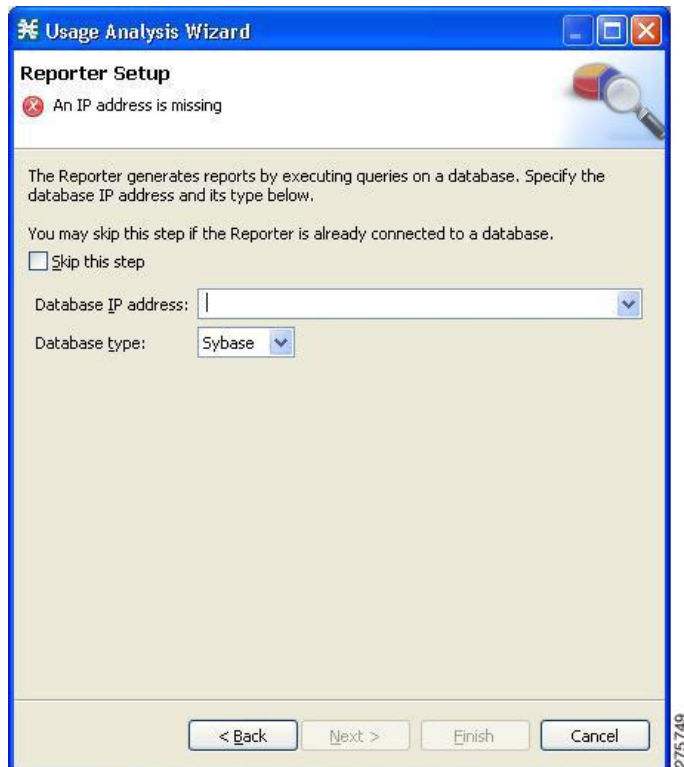 Usage Analysis Wizard
Reporter Setup
An IP address is missing
The Reporter generates reports by executing queries on a database. Specify the
database IP address and its type below.
You may skip this step if the Reporter is already connected to a database.
Skip this step
Database IP address:
Database type:
Sybase
< Back
Next >
Finish
Cancel
275749